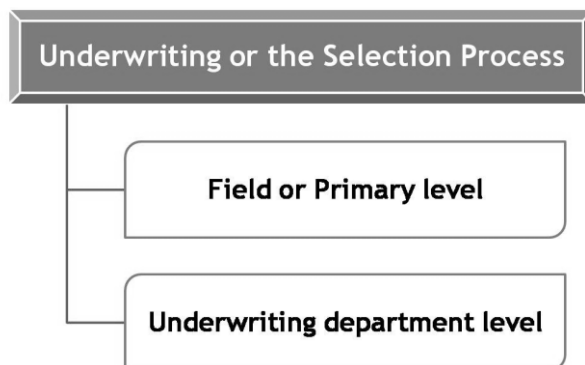 Underwriting or the Selection Process
Field or Primary level
Underwriting department level